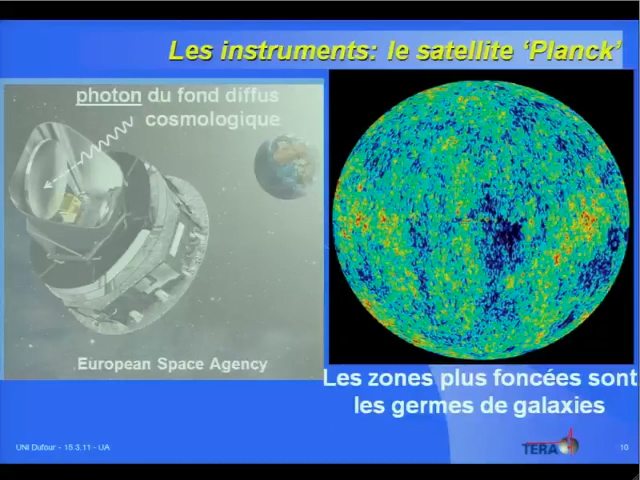 Les instruments: le satellite ‘Planck’
photon du fond diffus
cosmologique
European Space Agency
Les zones plus foncées sont
les germes de galaxies
UNI Dufour - 15.3.11 - UA
TERA
10